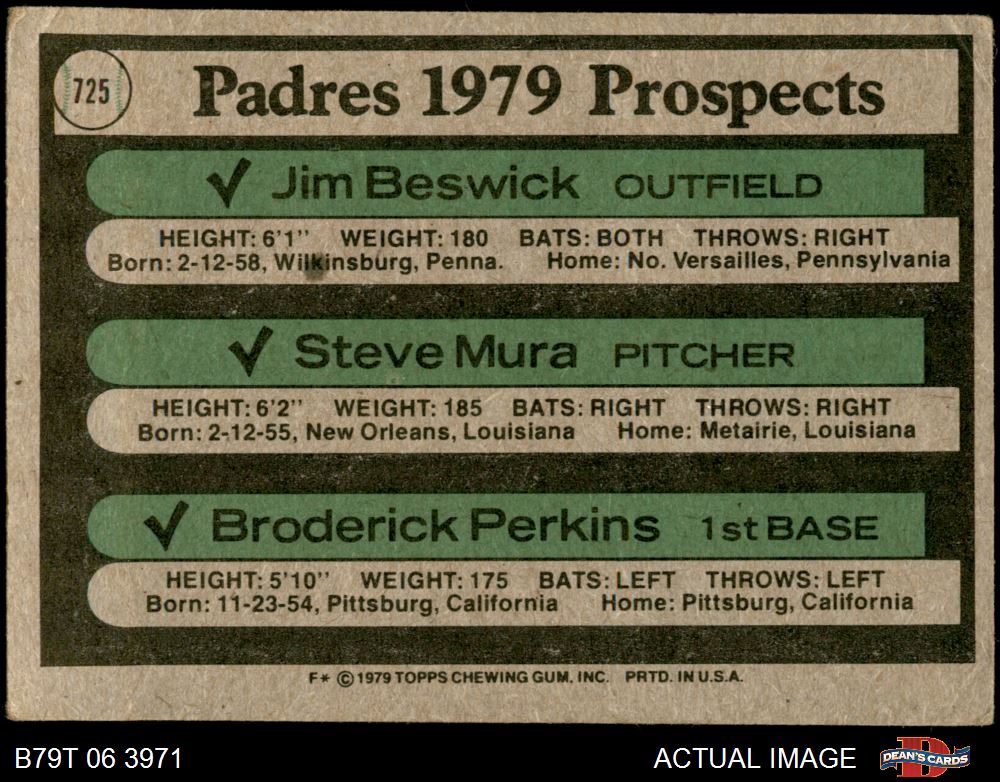 725
Padres 1979 Prospects
✓ Jim Beswick OUTFIELD
HEIGHT: 6'1'' WEIGHT: 180 BATS: BOTH THROWS: RIGHT
Born: 2-12-58, Wilkinsburg, Penna. Home: No. Versailles, Pennsylvania
✓ Steve Mura PITCHER
HEIGHT: 6'2'' WEIGHT: 185 BATS: RIGHT THROWS: RIGHT
Born: 2-12-55, New Orleans, Louisiana Home: Metairie, Louisiana
✓ Broderick Perkins 1st BASE
HEIGHT: 5'10'' WEIGHT: 175 BATS: LEFT THROWS: LEFT
Born: 11-23-54, Pittsburg, California Home: Pittsburg, California
F* © 1979 TOPPS CHEWING GUM, INC. PRTD. IN U.S.A.
B79T 06 3971 ACTUAL IMAGE D DEAN'S CARDS